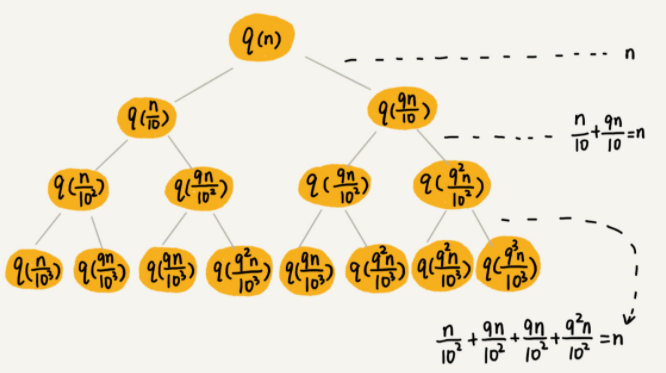 q(n)
n
q(n/10) q(9n/10)
n/10 + 9n/10 = n
q(n/10²) q(9n/10²) q(9n/10²) q(9²n/10²)
q(n/10³) q(9n/10³) q(9n/10³) q(9²n/10³) q(9n/10³) q(9²n/10³) q(9²n/10³) q(9³n/10³)
n/10² + 9n/10² + 9n/10² + 9²n/10² = n